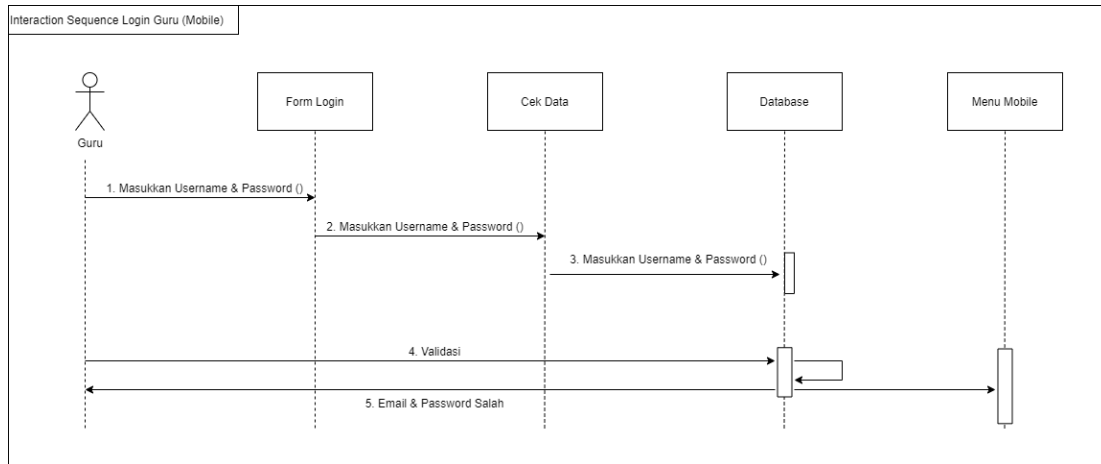 Interaction Sequence Login Guru (Mobile)
Form Login
Cek Data
Database
Menu Mobile
Guru
1. Masukkan Username & Password ()
2. Masukkan Username & Password ()
3. Masukkan Username & Password ()
4. Validasi
5. Email & Password Salah